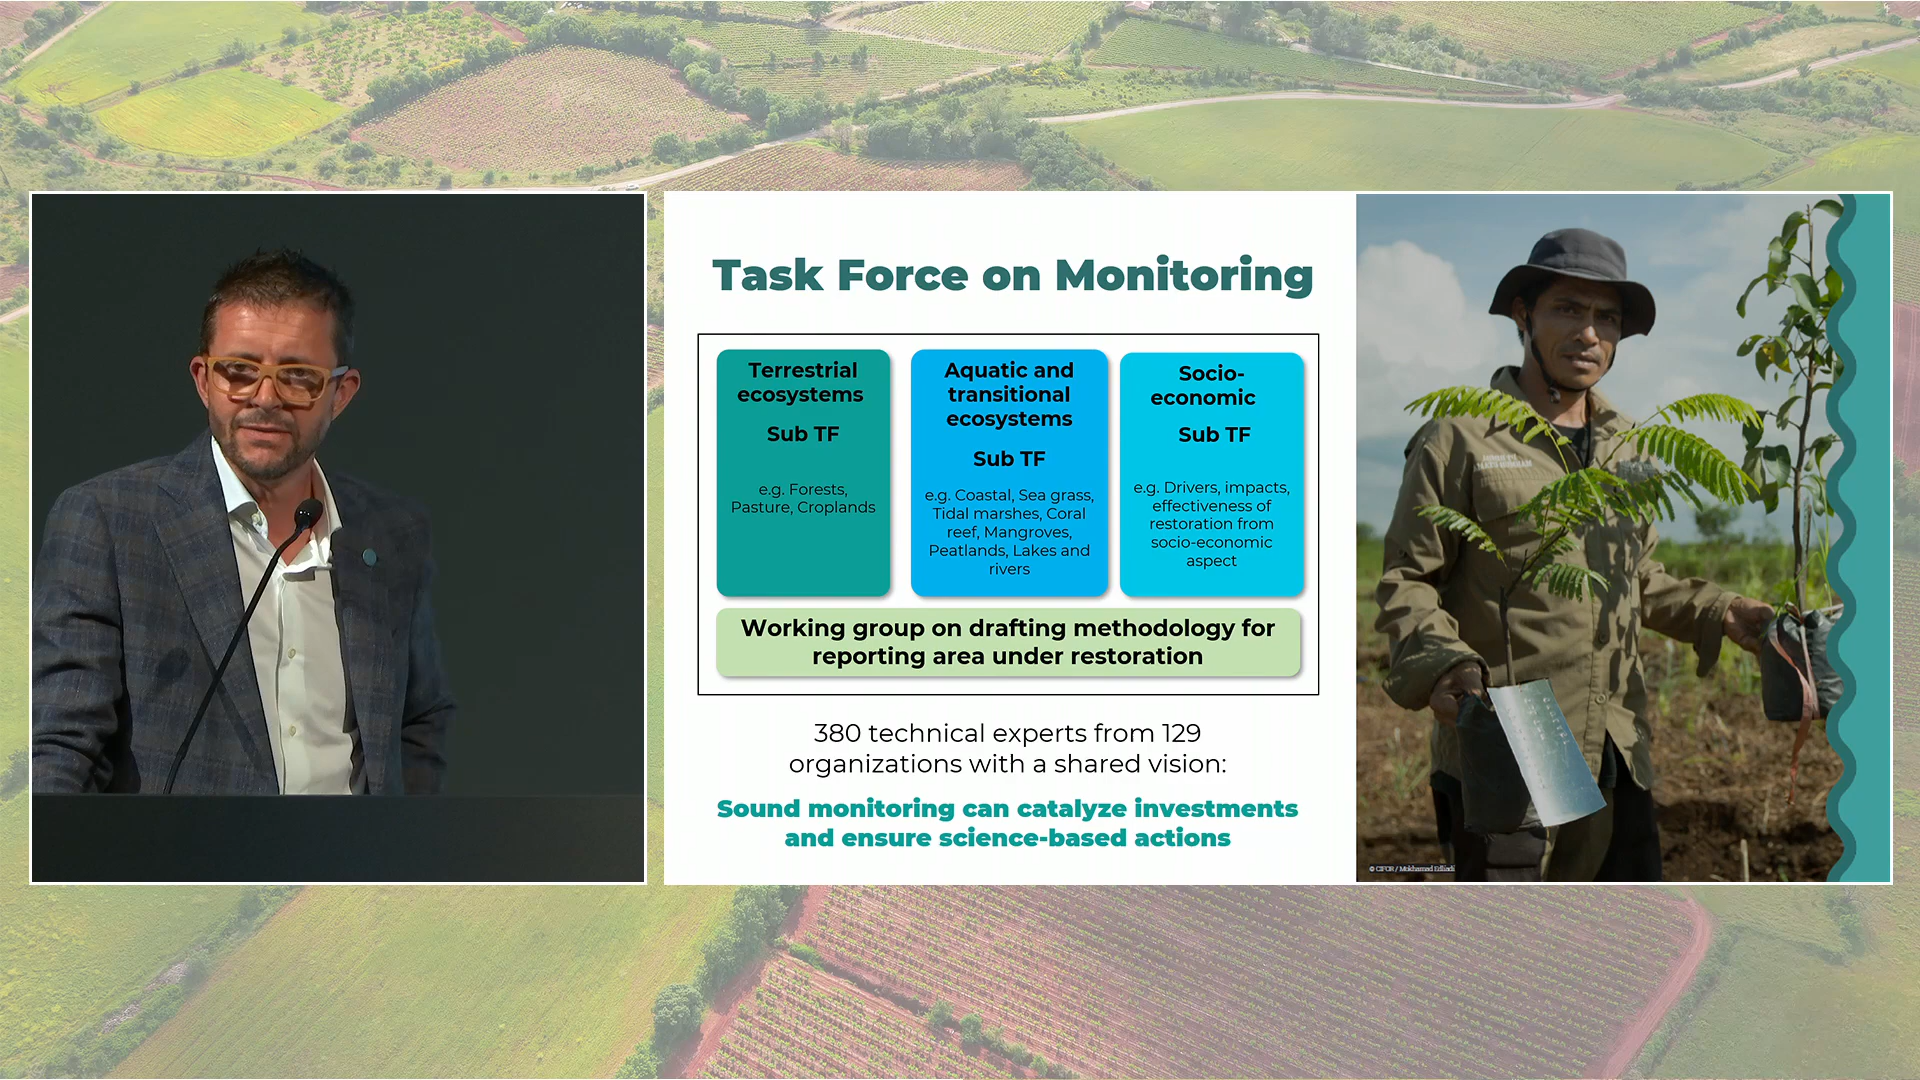 Task Force on Monitoring
Terrestrial
ecosystems
Sub TF
e.g. Forests,
Pasture, Croplands
Aquatic and
transitional
ecosystems
Sub TF
e.g. Coastal, Sea grass,
Tidal marshes, Coral
reef, Mangroves,
Peatlands, Lakes and
rivers
Socio-
economic
Sub TF
e.g. Drivers, impacts,
effectiveness of
restoration from
socio-economic
aspect
Working group on drafting methodology for
reporting area under restoration
380 technical experts from 129
organizations with a shared vision:
Sound monitoring can catalyze investments
and ensure science-based actions
© CIFOR / Mokhamad Edliadi